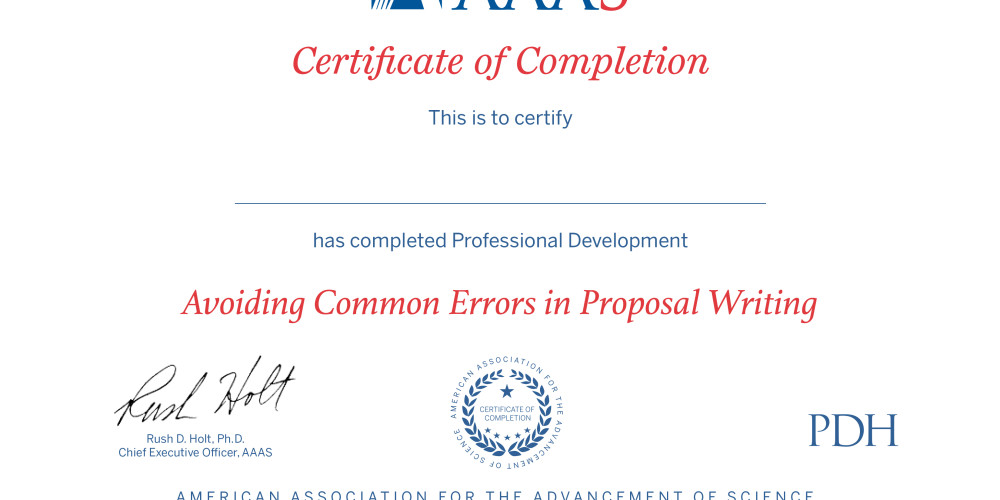 AAAS
Certificate of Completion
This is to certify
has completed Professional Development
Avoiding Common Errors in Proposal Writing
Rush Holt
Rush D. Holt, Ph.D.
Chief Executive Officer, AAAS
AMERICAN ASSOCIATION FOR THE ADVANCEMENT OF SCIENCE
CERTIFICATE OF
COMPLETION
PDH
AMERICAN ASSOCIATION FOR THE ADVANCEMENT OF SCIENCE